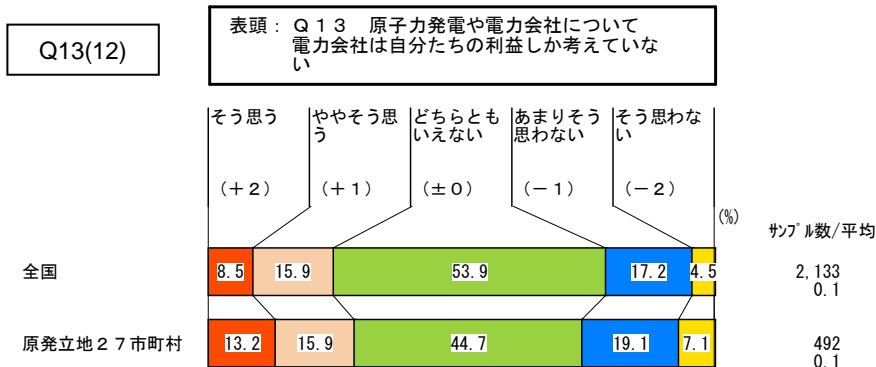 Q13(12)
表頭： Ｑ１３　原子力発電や電力会社について
電力会社は自分たちの利益しか考えていな
い
そう思う ややそう思 どちらとも あまりそう そう思わな
う いえない 思わない い
（＋２） （＋１） （±０） （－１） （－２）
(%)
ｻﾝﾌﾟﾙ数/平均
全国 8.5 15.9 53.9 17.2 4.5 2,133
0.1
原発立地２７市町村 13.2 15.9 44.7 19.1 7.1 492
0.1